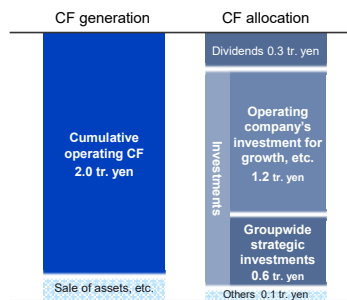 CF generation
CF allocation
Cumulative
operating CF
2.0 tr. yen
Sale of assets, etc.
Dividends 0.3 tr. yen
Investments
Operating
company's
investment for
growth, etc.
1.2 tr. yen
Groupwide
strategic
investments
0.6 tr. yen
Others 0.1 tr. yen